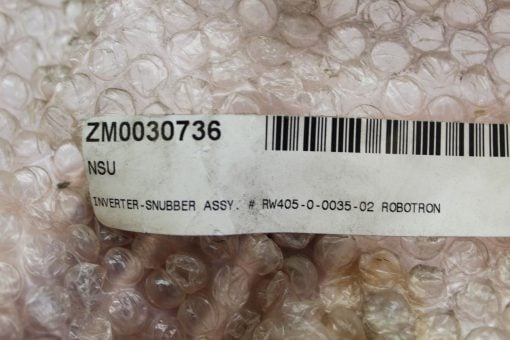 ZM0030736
NSU
INVERTER-SNUBBER ASSY. # RW405-0-0035-02 ROBOTRON